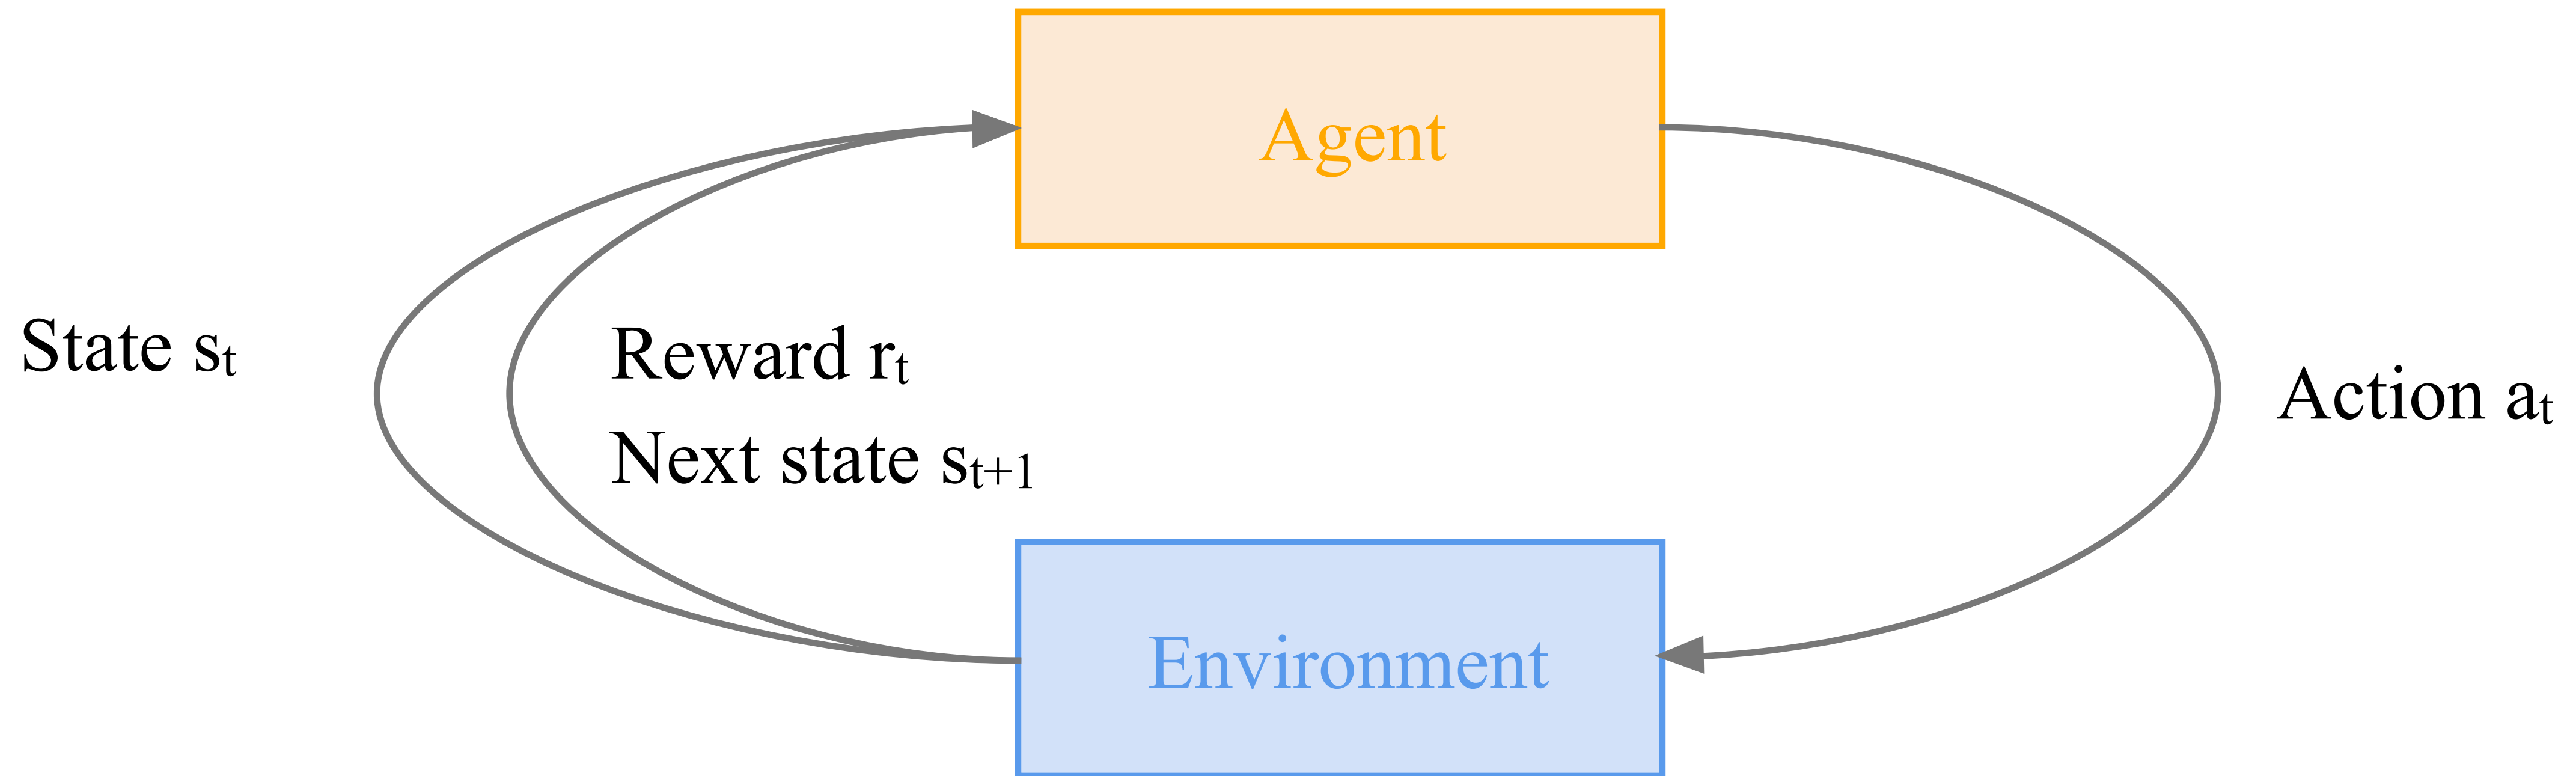 Agent
State sₜ
Reward rₜ
Next state sₜ₊₁
Action aₜ
Environment